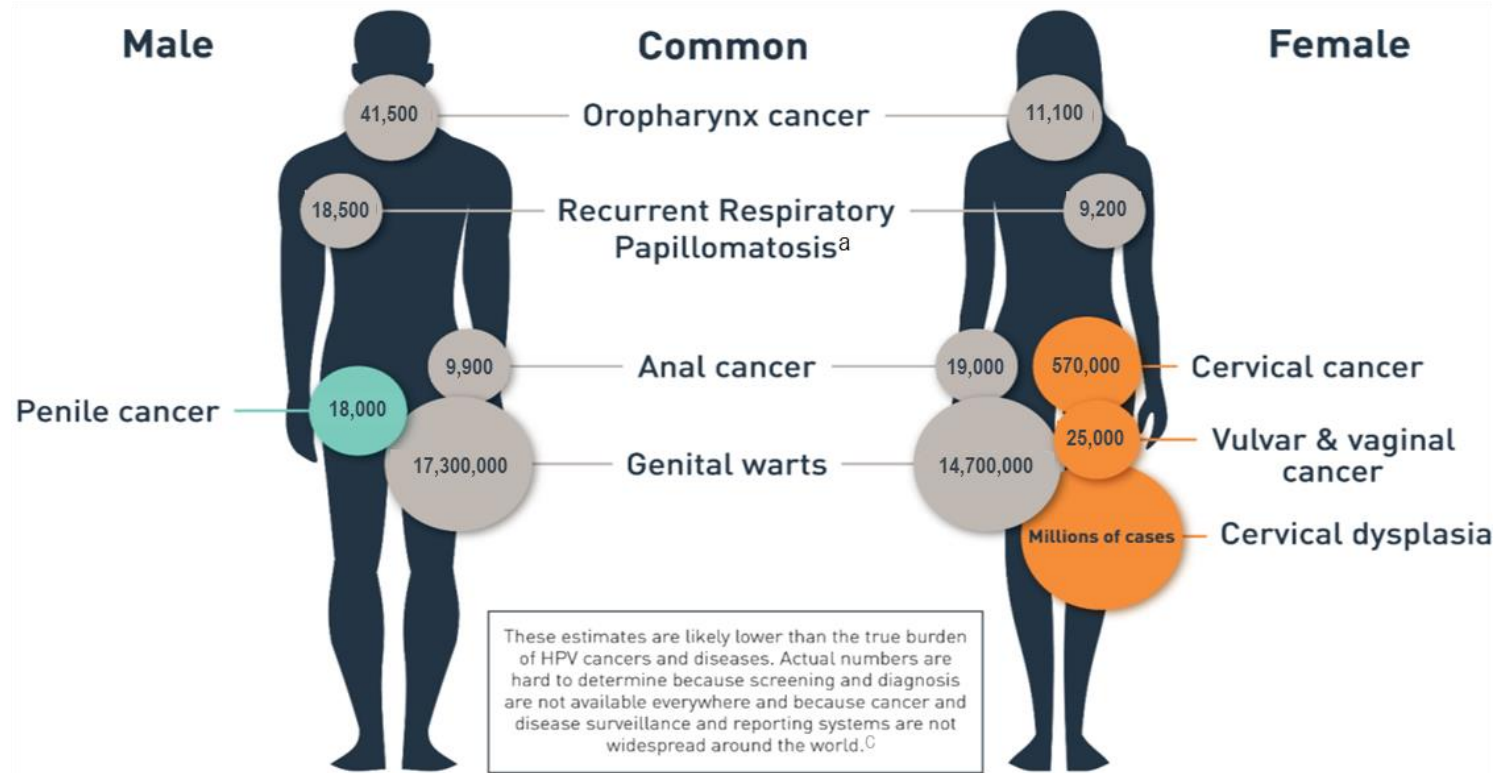 Male
Common
Female
41,500
Oropharynx cancer
11,100
18,500
Recurrent Respiratory
Papillomatosisa
9,200
9,900
Anal cancer
19,000
570,000
Cervical cancer
Penile cancer
18,000
25,000
Vulvar & vaginal
cancer
17,300,000
Genital warts
14,700,000
Millions of cases
Cervical dysplasia
These estimates are likely lower than the true burden
of HPV cancers and diseases. Actual numbers are
hard to determine because screening and diagnosis
are not available everywhere and because cancer and
disease surveillance and reporting systems are not
widespread around the world.C